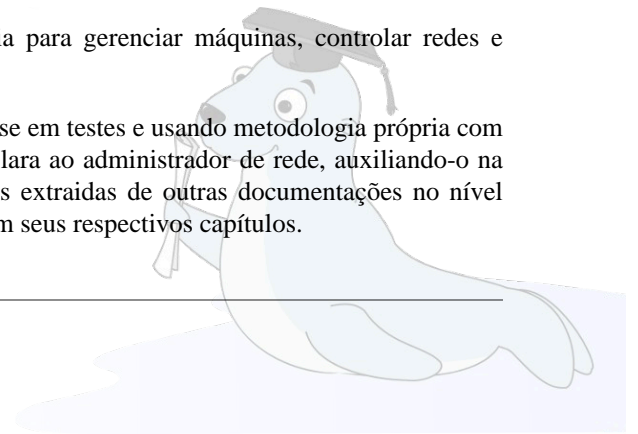 para gerenciar máquinas, controlar redes e
se em testes e usando metodologia própria com
lara ao administrador de rede, auxiliando-o na
s extraidas de outras documentações no nível
m seus respectivos capítulos.